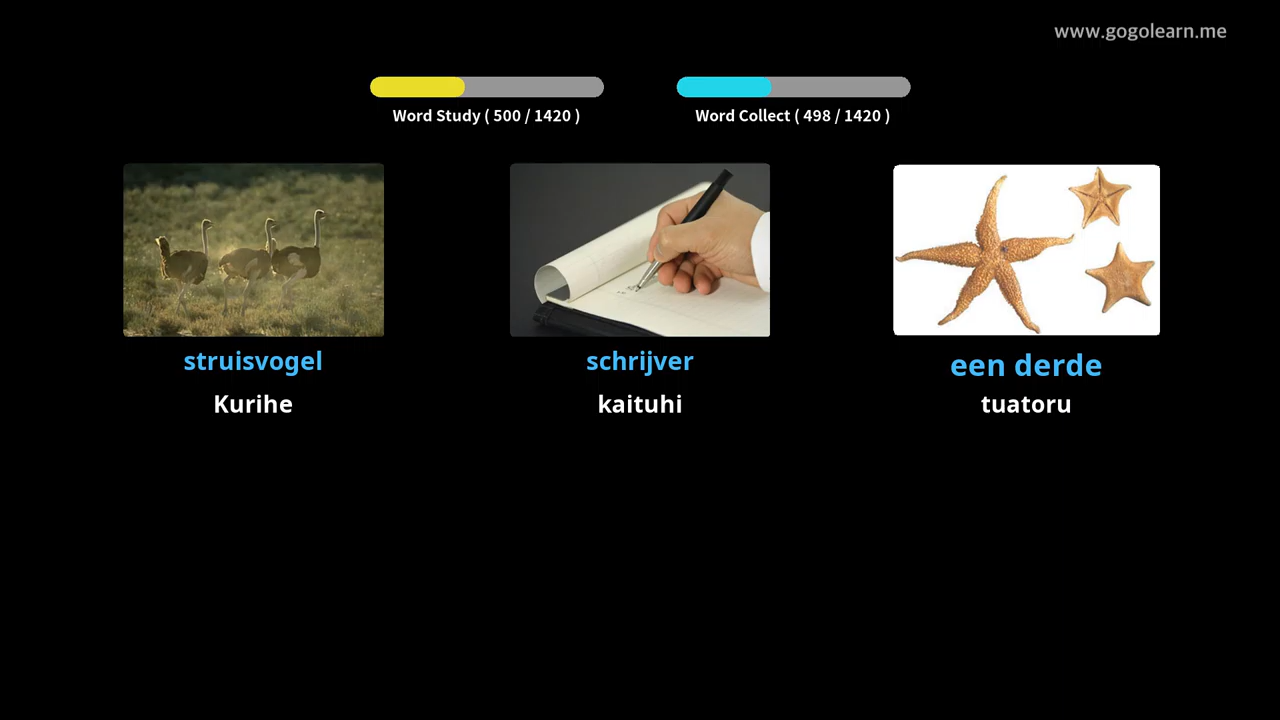 www.gogolearn.me
Word Study ( 500 / 1420 )
Word Collect ( 498 / 1420 )
struisvogel
Kurihe
schrijver
kaituhi
een derde
tuatoru